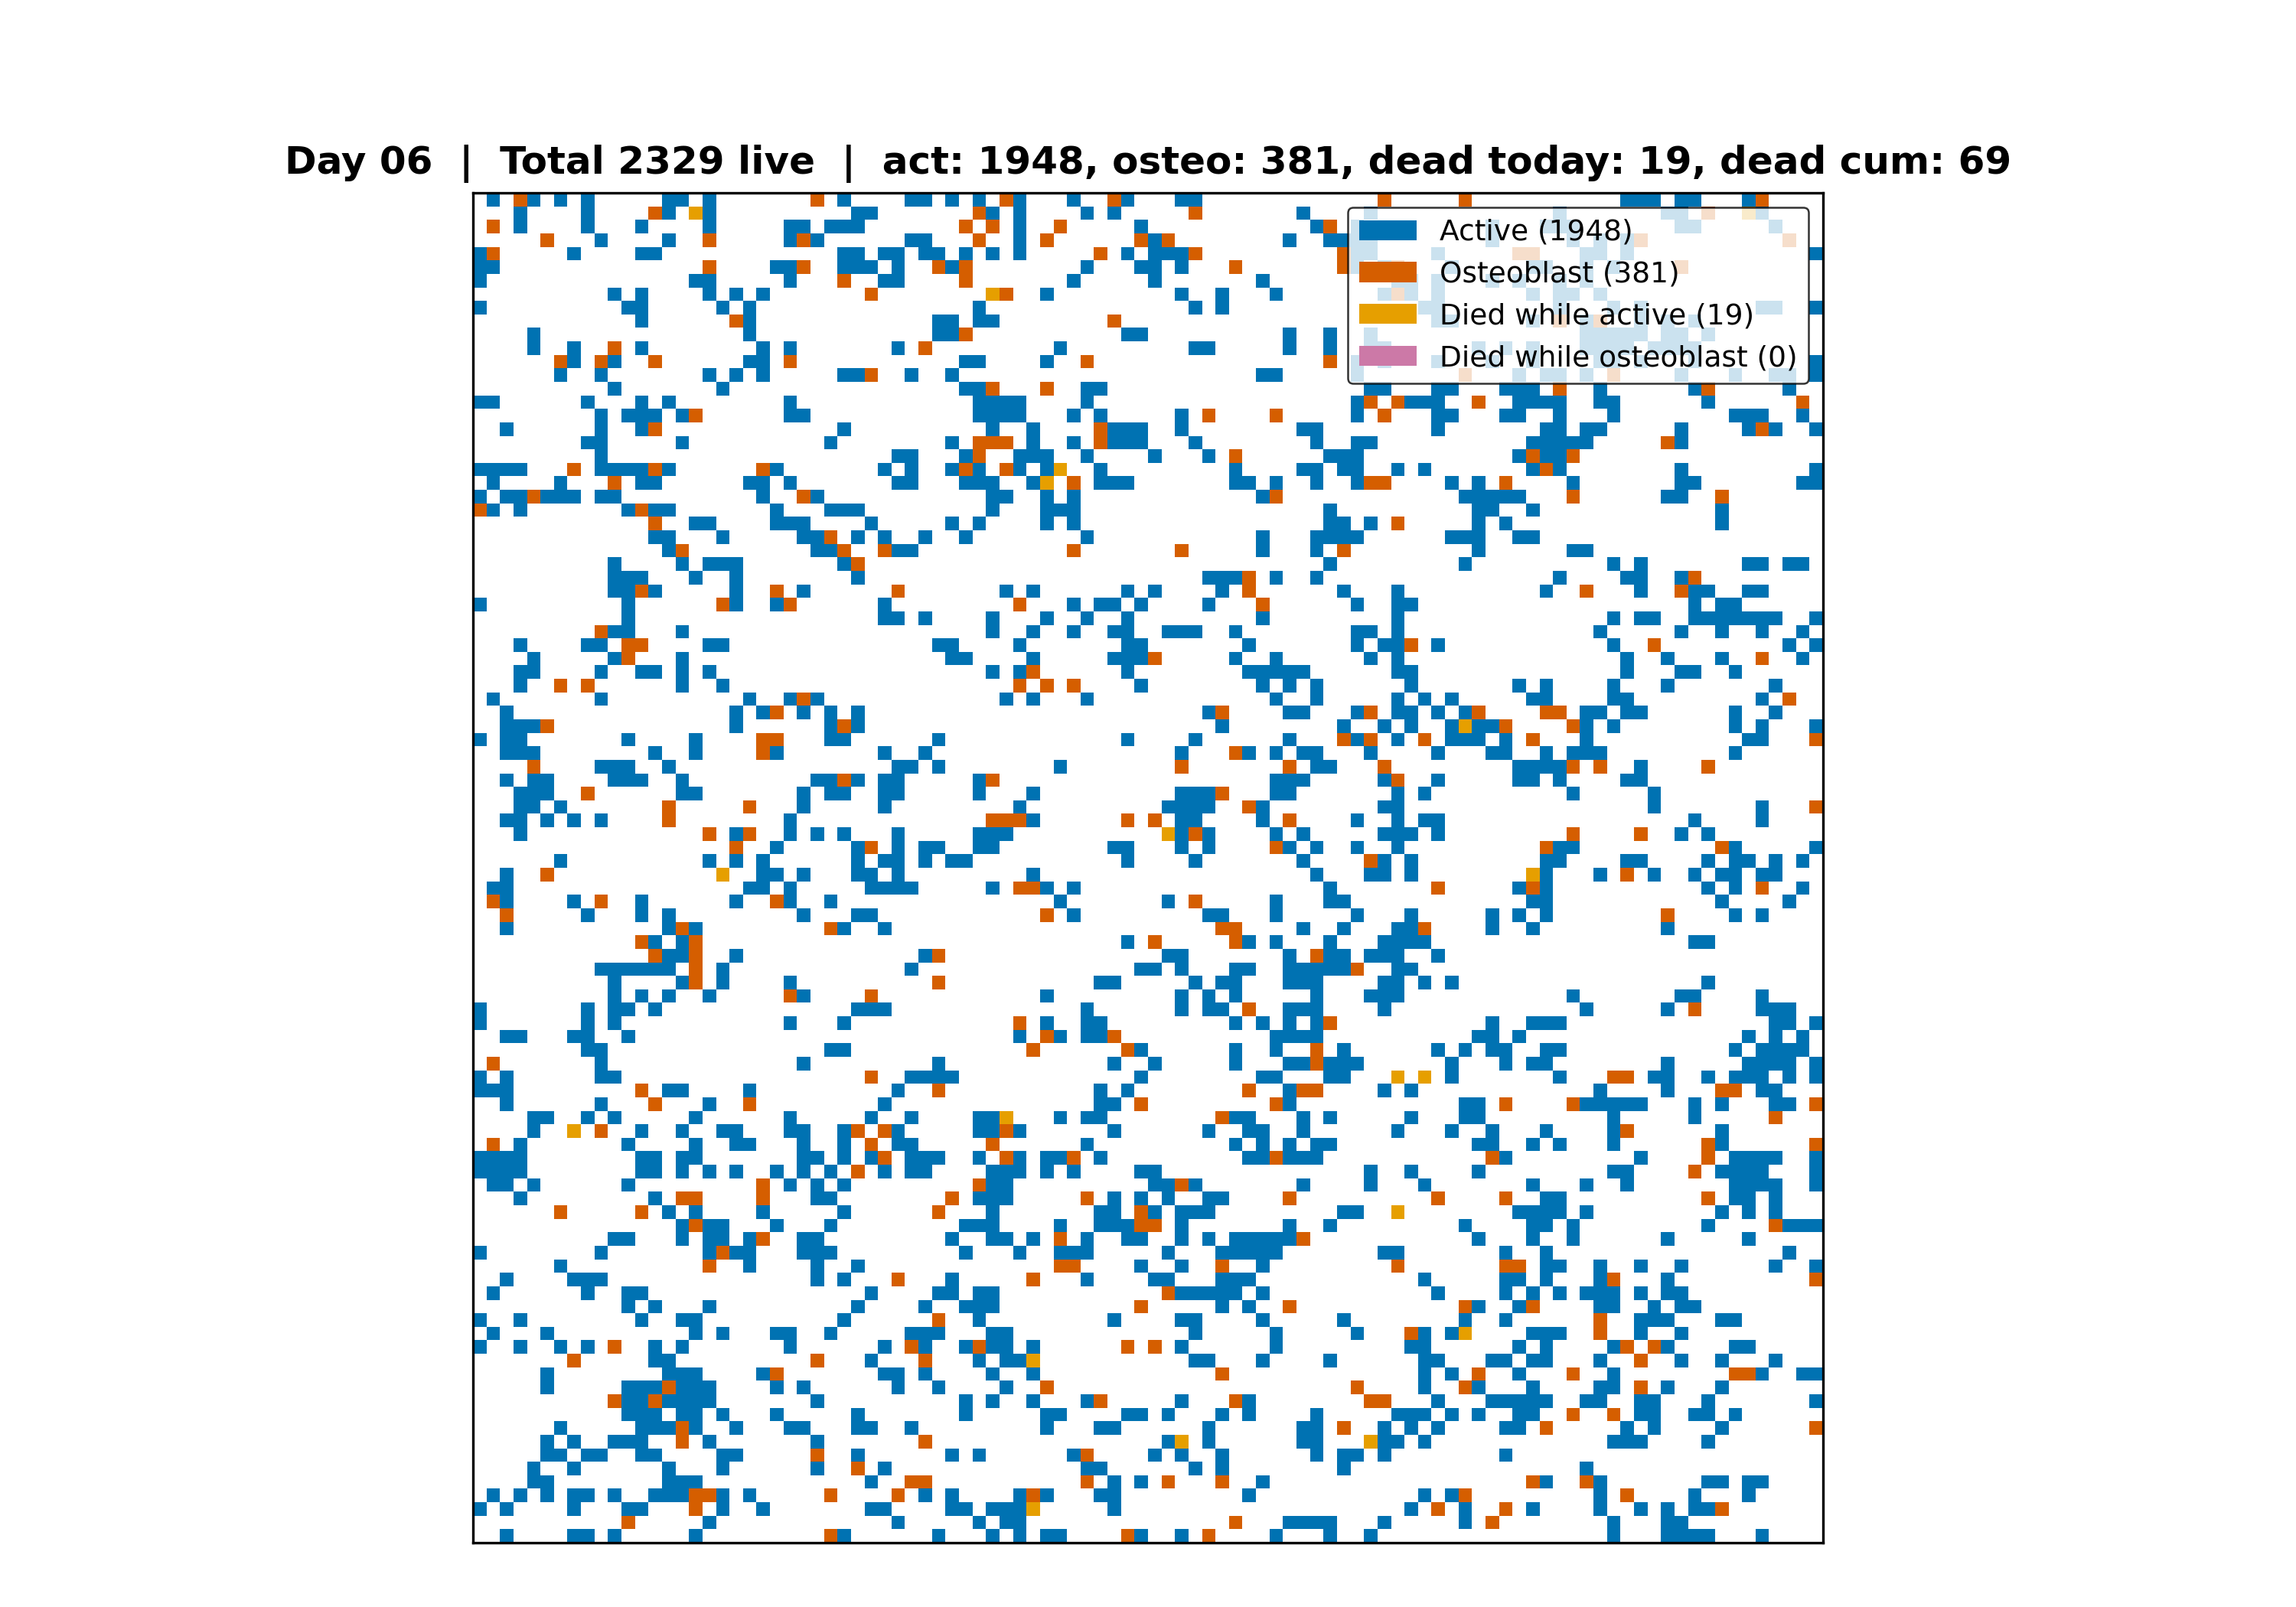 Day 06 | Total 2329 live | act: 1948, osteo: 381, dead today: 19, dead cum: 69
Active (1948)
Osteoblast (381)
Died while active (19)
Died while osteoblast (0)